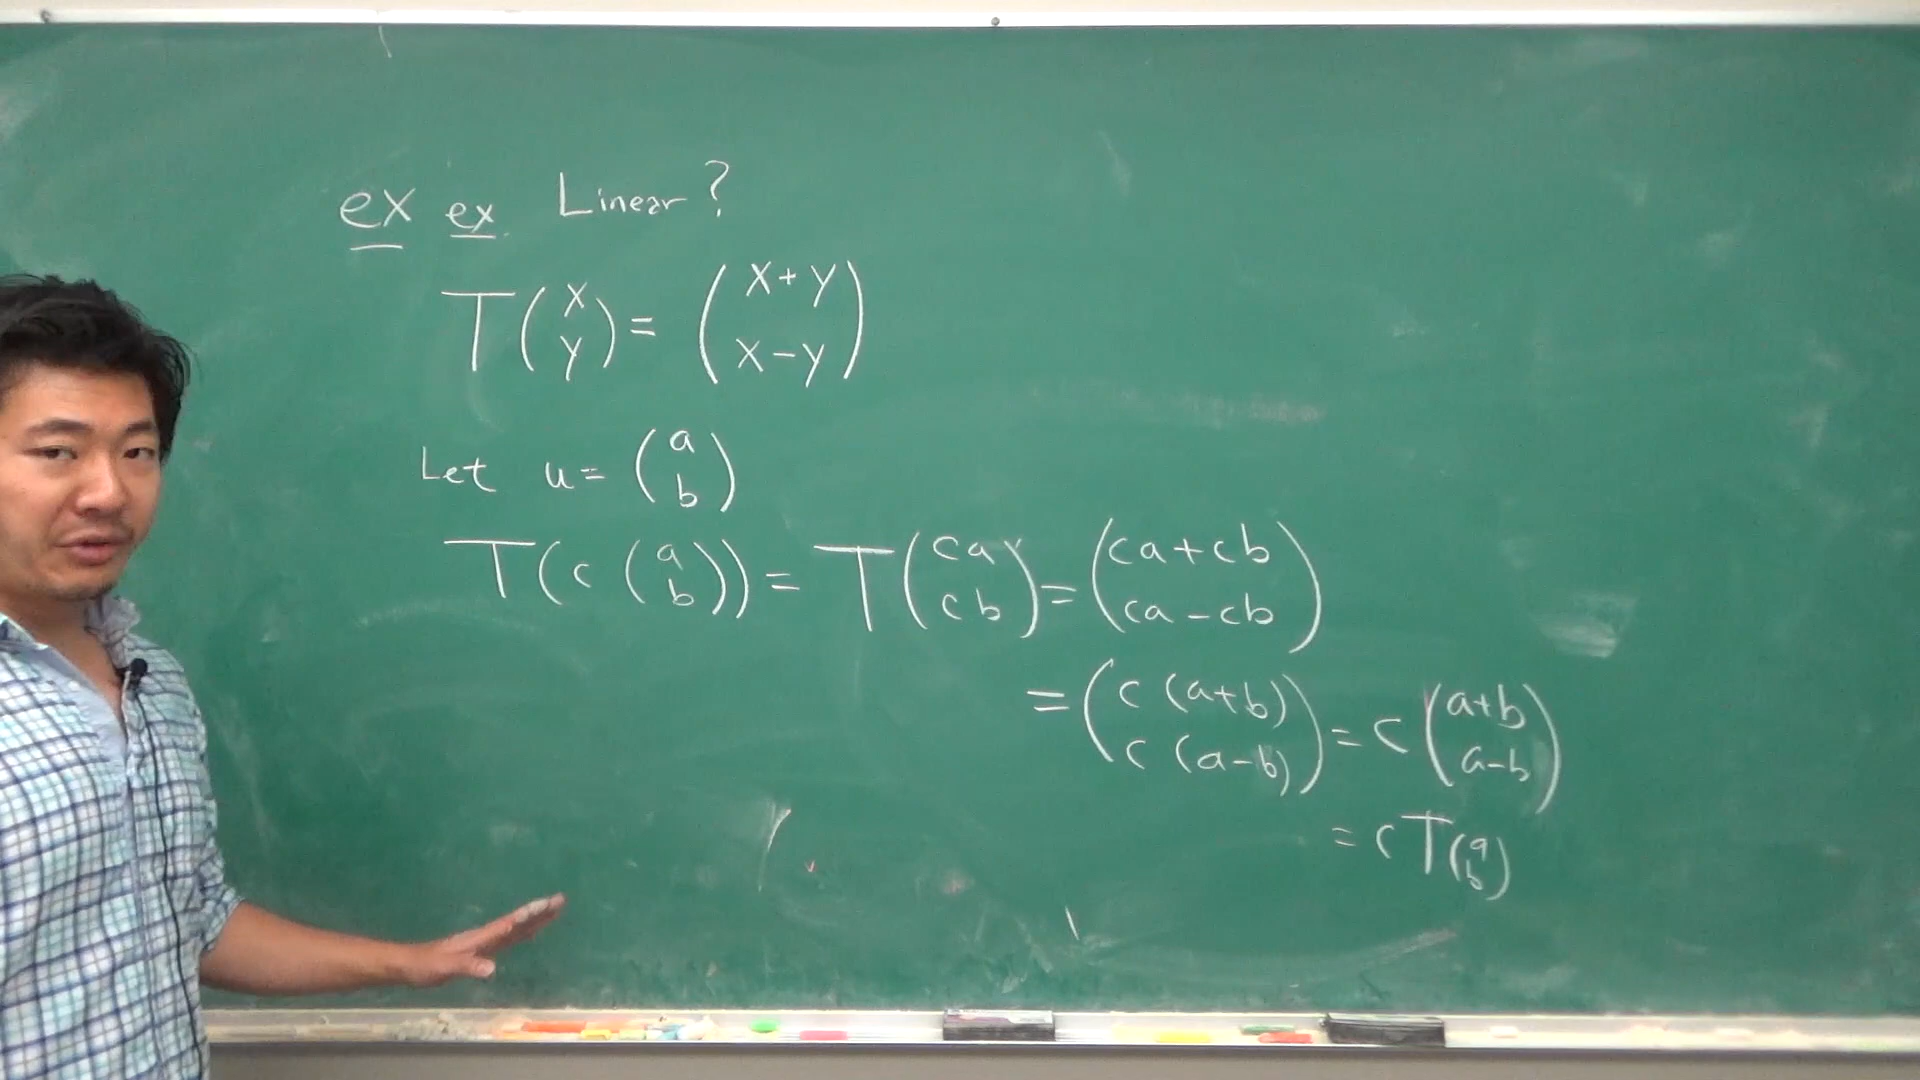 ex ex. Linear?
T(x y) = (x+y x-y)
Let u = (a b)
T(c(a b)) = T(ca cb) = (ca+cb ca-cb)
= (c(a+b) c(a-b)) = c(a+b a-b)
= cT(a b)